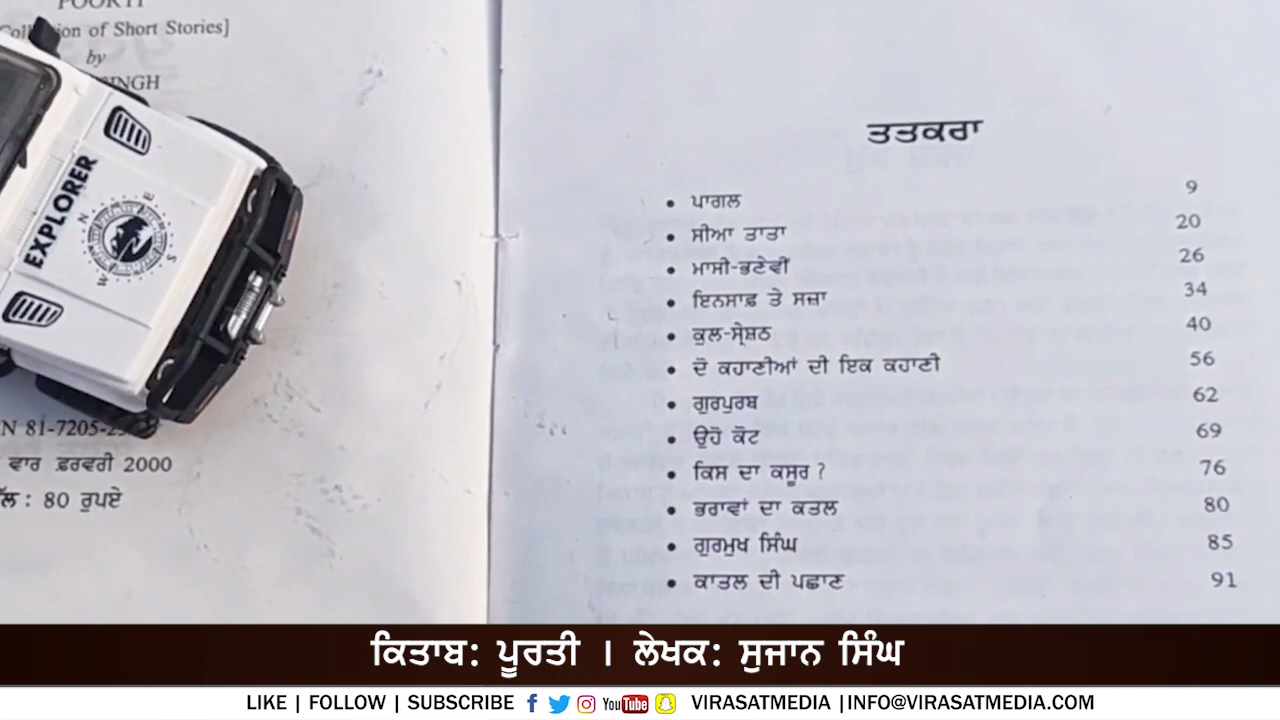 POORTI
Collection of Short Stories]
by
SINGH
EXPLORER
N
E
S
W
N 81-7205-2
ਵਾਰ ਫ਼ਰਵਰੀ 2000
: 80 ਰੁਪਏ
ਤਤਕਰਾ
• ਪਾਗਲ 9
• ਸੀਆ ਤਾਤਾ 20
• ਮਾਸੀ-ਭਣੇਵੀਂ 26
• ਇਨਸਾਫ਼ ਤੇ ਸਜ਼ਾ 34
• ਕੁਲ-ਸ੍ਰੇਸ਼ਠ 40
• ਦੋ ਕਹਾਣੀਆਂ ਦੀ ਇਕ ਕਹਾਣੀ 56
• ਗੁਰਪੁਰਬ 62
• ਉਹੋ ਕੋਟ 69
• ਕਿਸ ਦਾ ਕਸੂਰ ? 76
• ਭਰਾਵਾਂ ਦਾ ਕਤਲ 80
• ਗੁਰਮੁਖ ਸਿੰਘ 85
• ਕਾਤਲ ਦੀ ਪਛਾਣ 91
ਕਿਤਾਬ: ਪੂਰਤੀ । ਲੇਖਕ: ਸੁਜਾਨ ਸਿੰਘ
LIKE | FOLLOW | SUBSCRIBE YouTube VIRASATMEDIA |INFO@VIRASATMEDIA.COM